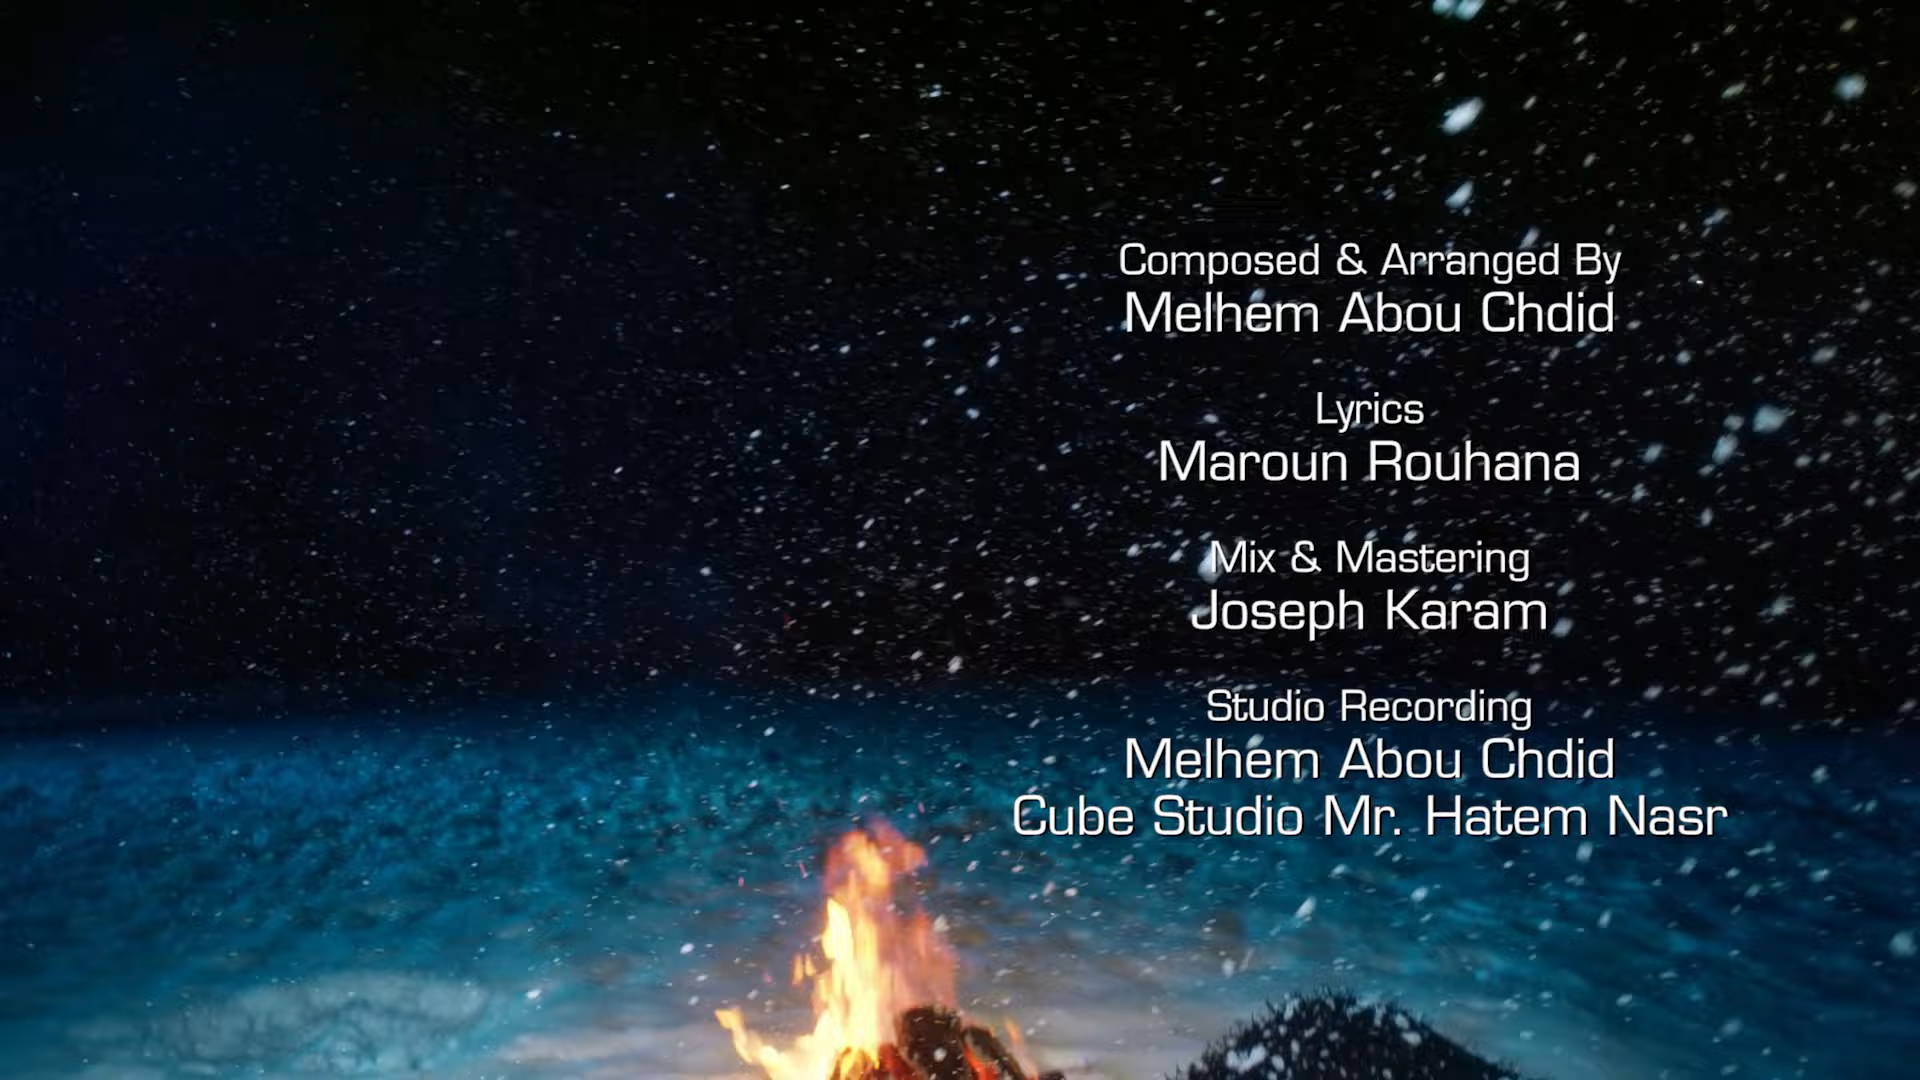 Composed & Arranged By
Melhem Abou Chdid
Lyrics
Maroun Rouhana
Mix & Mastering
Joseph Karam
Studio Recording
Melhem Abou Chdid
Cube Studio Mr. Hatem Nasr